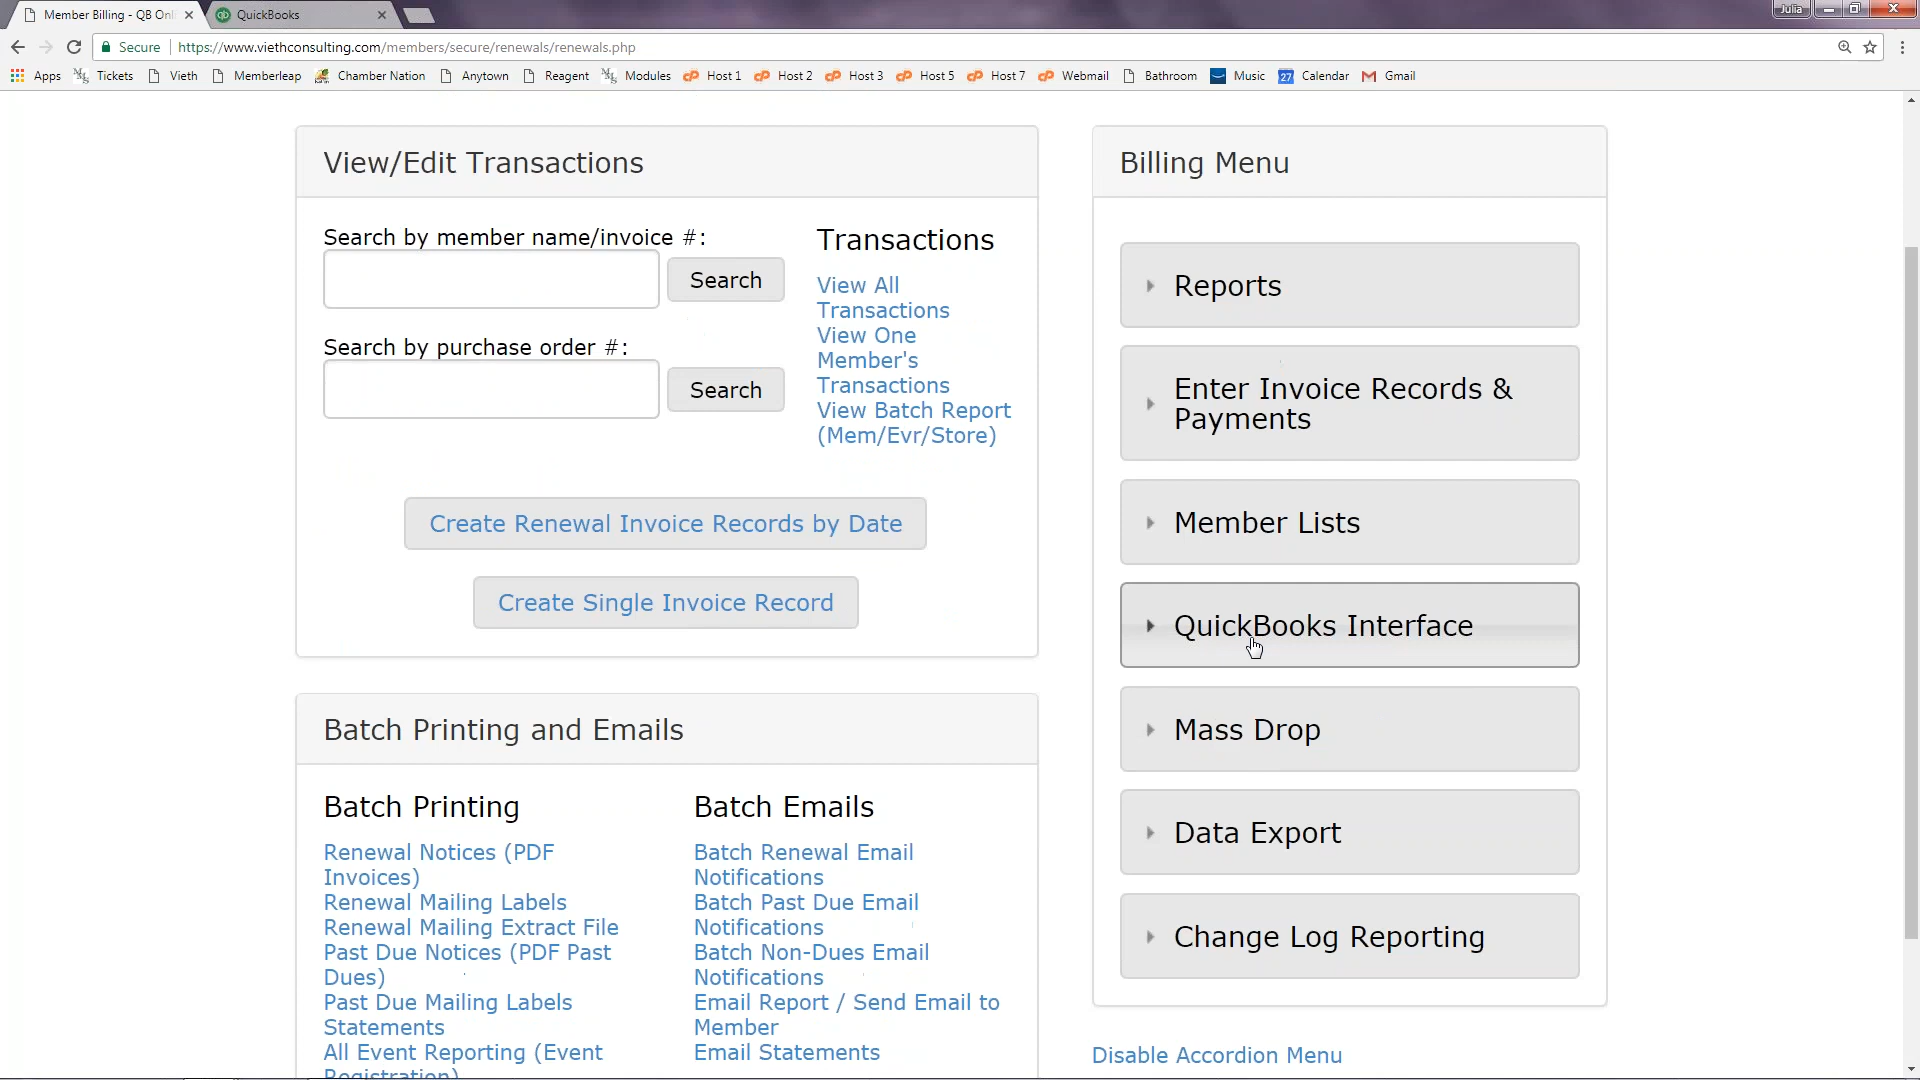 Member Billing - QB Onl
QuickBooks
Julia
Secure
https://www.viethconsulting.com/members/secure/renewals/renewals.php
Apps
Tickets
Vieth
Memberleap
Chamber Nation
Anytown
Reagent
Modules
Host 1
Host 2
Host 3
Host 5
Host 7
Webmail
Bathroom
Music
27
Calendar
Gmail
View/Edit Transactions
Search by member name/invoice #:
Search
Search by purchase order #:
Search
Transactions
View All
Transactions
View One
Member's
Transactions
View Batch Report
(Mem/Evr/Store)
Create Renewal Invoice Records by Date
Create Single Invoice Record
Batch Printing and Emails
Batch Printing
Renewal Notices (PDF
Invoices)
Renewal Mailing Labels
Renewal Mailing Extract File
Past Due Notices (PDF Past
Dues)
Past Due Mailing Labels
Statements
All Event Reporting (Event
Registration)
Batch Emails
Batch Renewal Email
Notifications
Batch Past Due Email
Notifications
Batch Non-Dues Email
Notifications
Email Report / Send Email to
Member
Email Statements
Billing Menu
Reports
Enter Invoice Records &
Payments
Member Lists
QuickBooks Interface
Mass Drop
Data Export
Change Log Reporting
Disable Accordion Menu